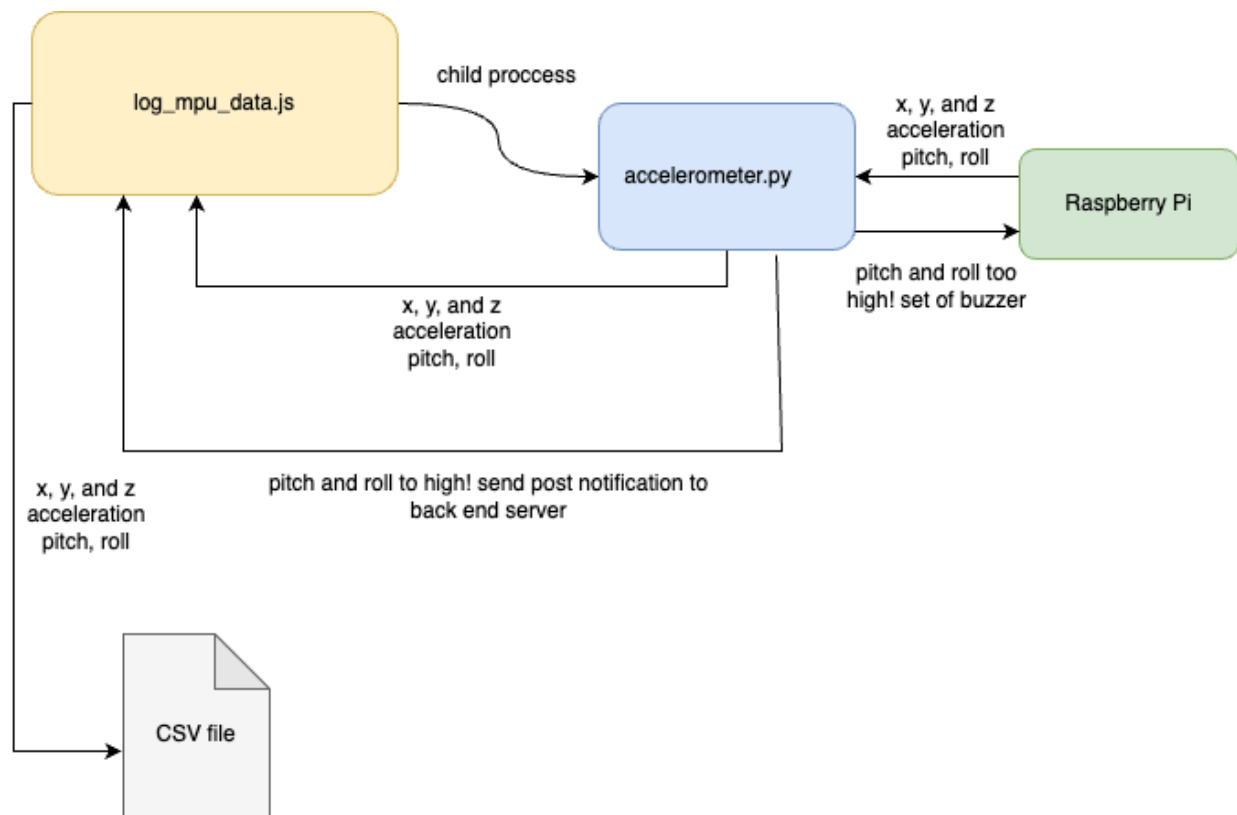 log_mpu_data.js
child proccess
accelerometer.py
x, y, and z
acceleration
pitch, roll
Raspberry Pi
pitch and roll too
high! set of buzzer
x, y, and z
acceleration
pitch, roll
pitch and roll to high! send post notification to
back end server
x, y, and z
acceleration
pitch, roll
CSV file